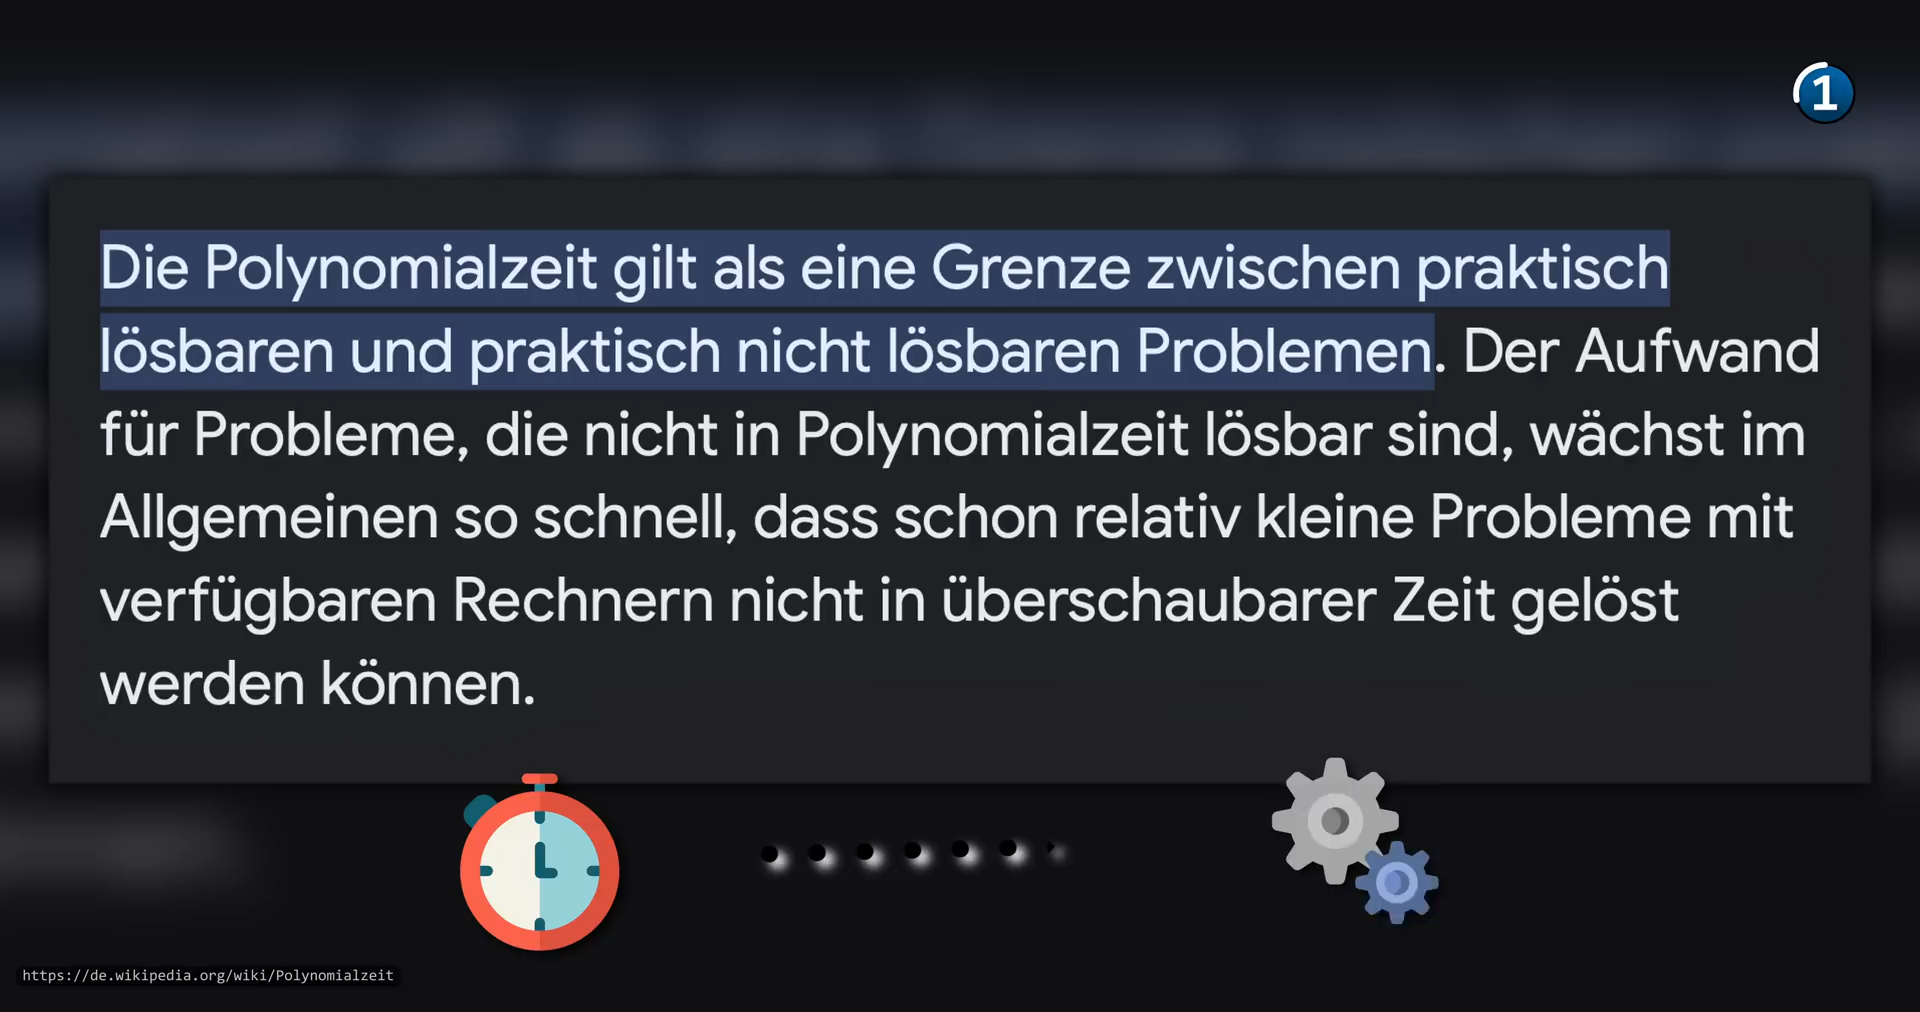 1
Die Polynomialzeit gilt als eine Grenze zwischen praktisch
lösbaren und praktisch nicht lösbaren Problemen. Der Aufwand
für Probleme, die nicht in Polynomialzeit lösbar sind, wächst im
Allgemeinen so schnell, dass schon relativ kleine Probleme mit
verfügbaren Rechnern nicht in überschaubarer Zeit gelöst
werden können.
https://de.wikipedia.org/wiki/Polynomialzeit